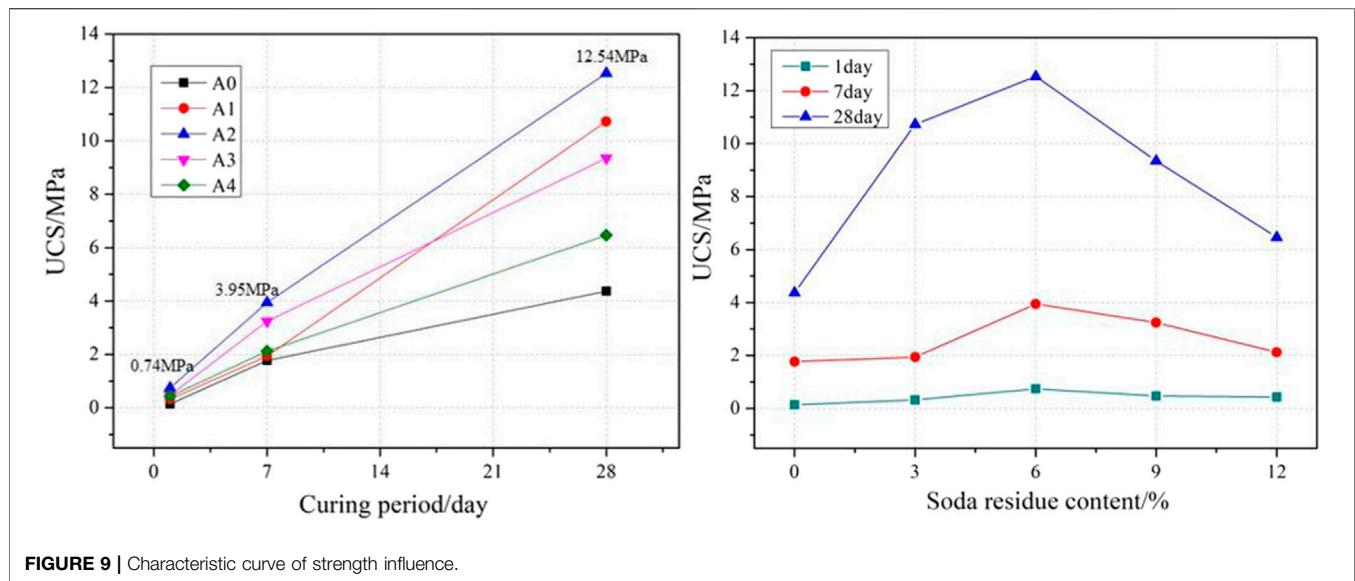 14
12
10
8
6
4
2
0
UCS/MPa
A0
A1
A2
A3
A4
0.74MPa
3.95MPa
12.54MPa
0 7 14 21 28
Curing period/day
14
12
10
8
6
4
2
0
UCS/MPa
1day
7day
28day
0 3 6 9 12
Soda residue content/%
FIGURE 9 | Characteristic curve of strength influence.